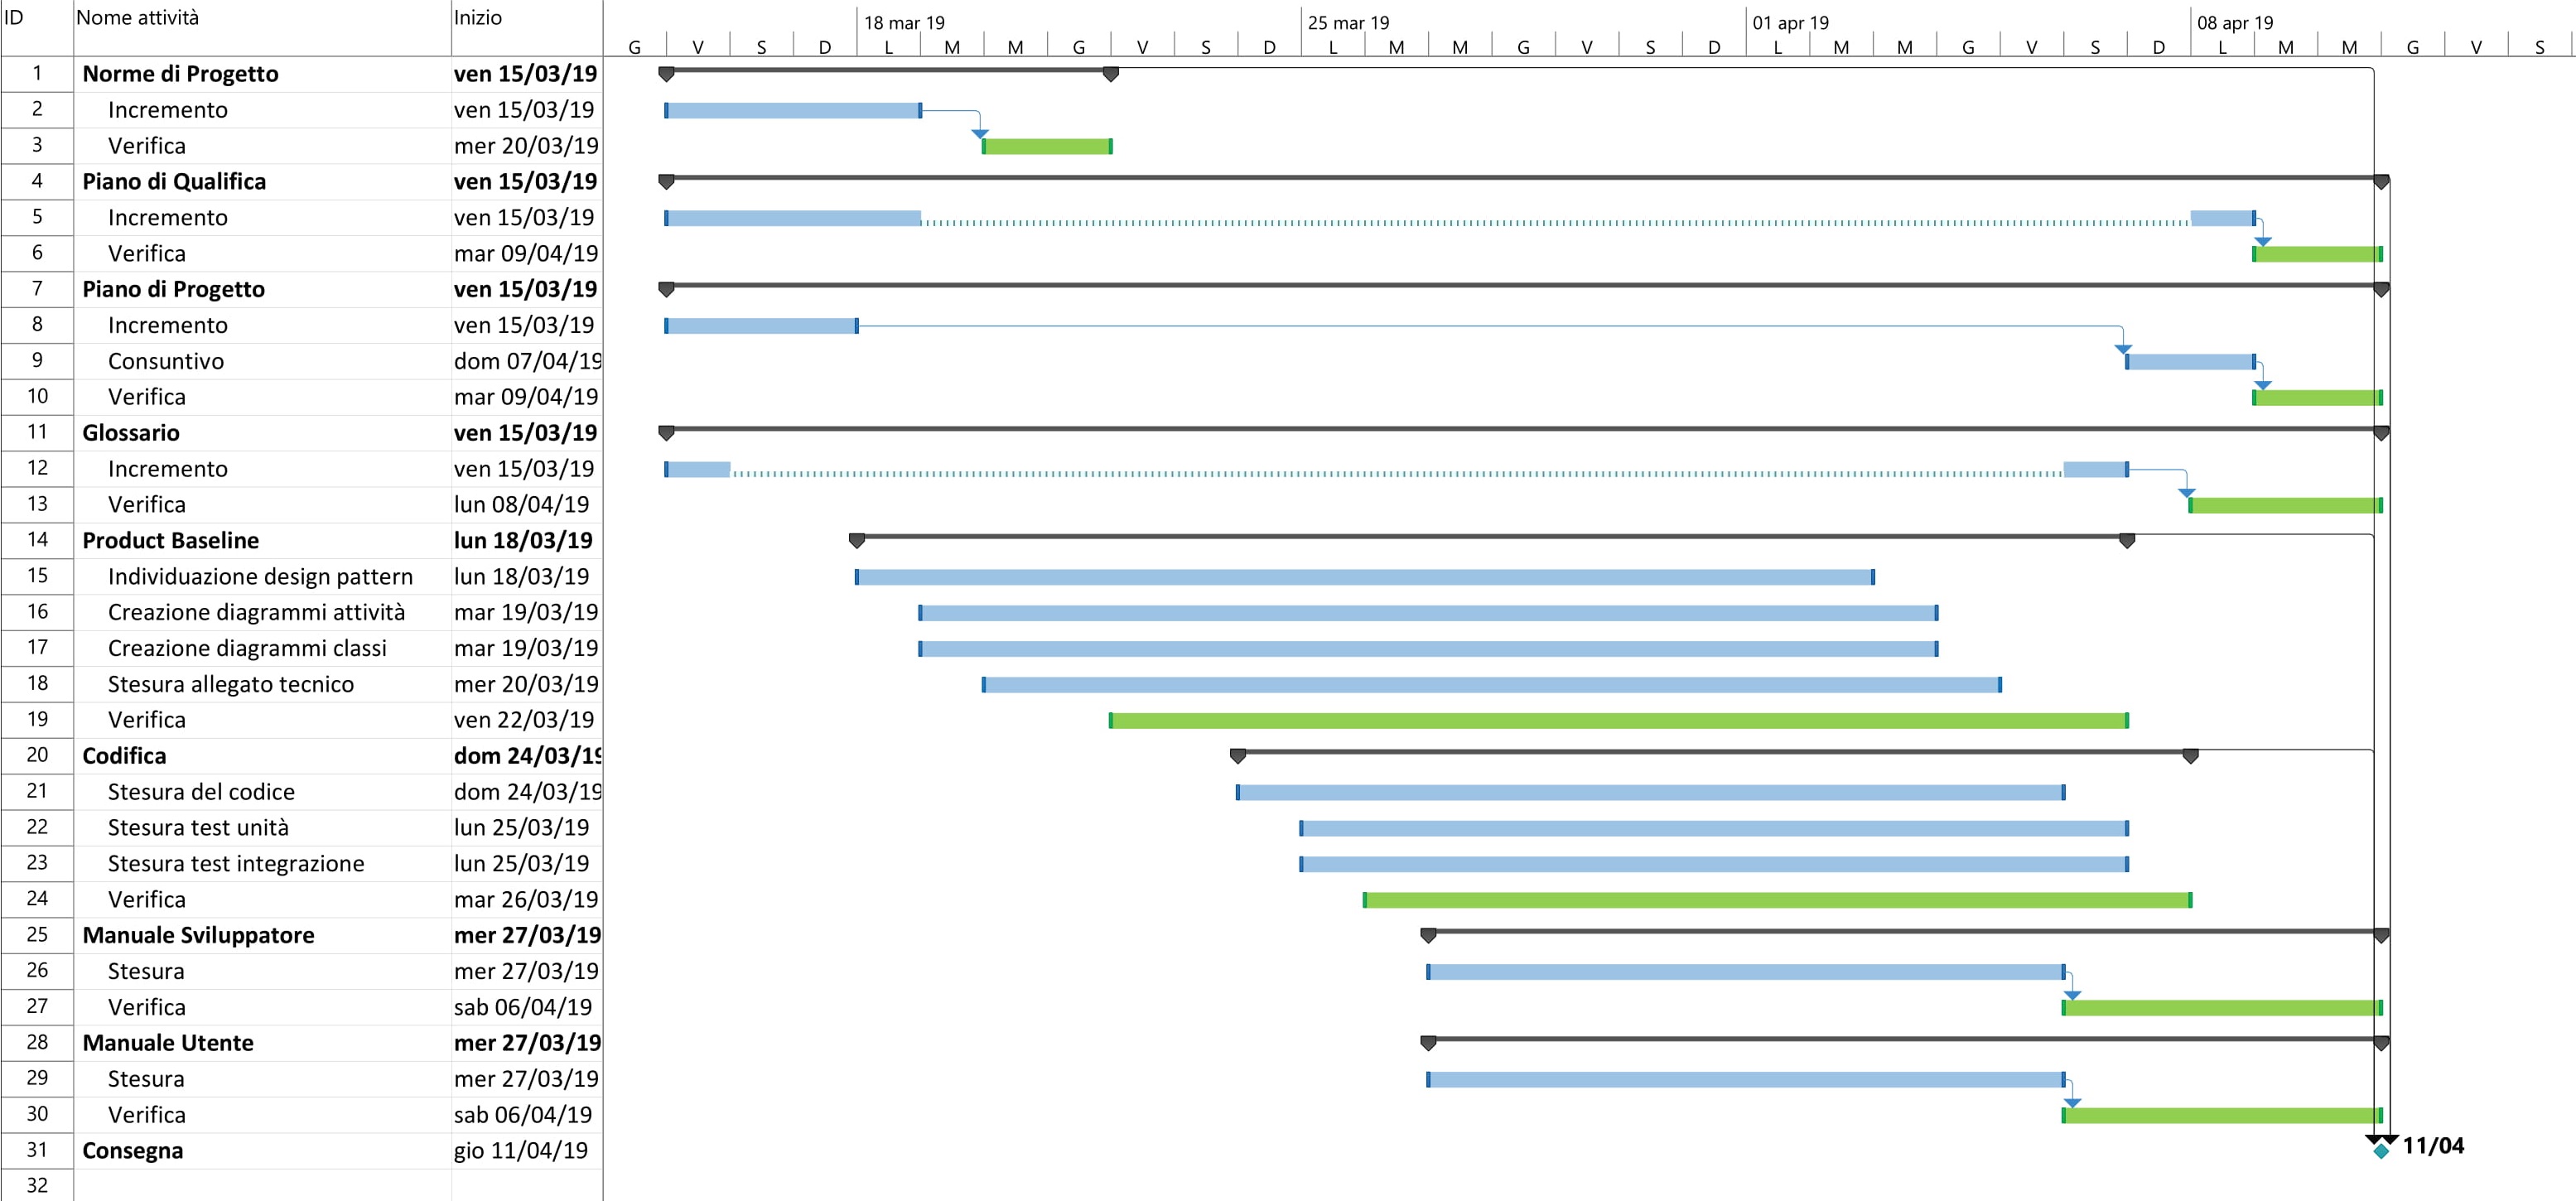 ID Nome attività Inizio 18 mar 19 25 mar 19 01 apr 19 08 apr 19
G V S D L M M G V S D L M M G V S D L M M G V S D L M M G V S
1 Norme di Progetto ven 15/03/19
2 Incremento ven 15/03/19
3 Verifica mer 20/03/19
4 Piano di Qualifica ven 15/03/19
5 Incremento ven 15/03/19
6 Verifica mar 09/04/19
7 Piano di Progetto ven 15/03/19
8 Incremento ven 15/03/19
9 Consuntivo dom 07/04/19
10 Verifica mar 09/04/19
11 Glossario ven 15/03/19
12 Incremento ven 15/03/19
13 Verifica lun 08/04/19
14 Product Baseline lun 18/03/19
15 Individuazione design pattern lun 18/03/19
16 Creazione diagrammi attività mar 19/03/19
17 Creazione diagrammi classi mar 19/03/19
18 Stesura allegato tecnico mer 20/03/19
19 Verifica ven 22/03/19
20 Codifica dom 24/03/19
21 Stesura del codice dom 24/03/19
22 Stesura test unità lun 25/03/19
23 Stesura test integrazione lun 25/03/19
24 Verifica mar 26/03/19
25 Manuale Sviluppatore mer 27/03/19
26 Stesura mer 27/03/19
27 Verifica sab 06/04/19
28 Manuale Utente mer 27/03/19
29 Stesura mer 27/03/19
30 Verifica sab 06/04/19
31 Consegna gio 11/04/19 11/04
32